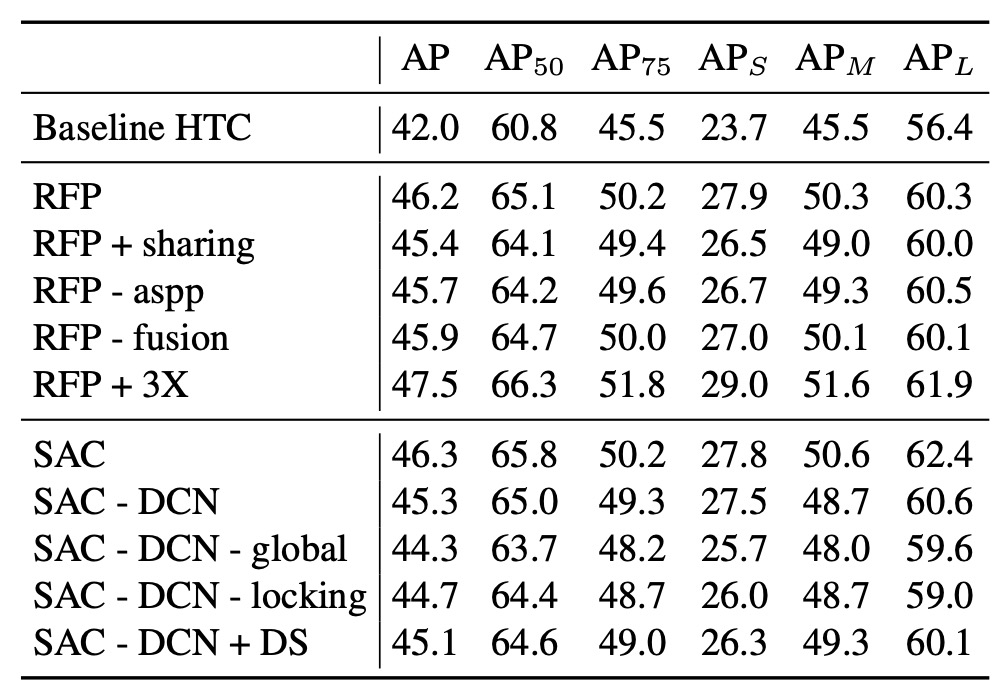 AP AP50 AP75 APS APM APL
Baseline HTC 42.0 60.8 45.5 23.7 45.5 56.4
RFP 46.2 65.1 50.2 27.9 50.3 60.3
RFP + sharing 45.4 64.1 49.4 26.5 49.0 60.0
RFP - aspp 45.7 64.2 49.6 26.7 49.3 60.5
RFP - fusion 45.9 64.7 50.0 27.0 50.1 60.1
RFP + 3X 47.5 66.3 51.8 29.0 51.6 61.9
SAC 46.3 65.8 50.2 27.8 50.6 62.4
SAC - DCN 45.3 65.0 49.3 27.5 48.7 60.6
SAC - DCN - global 44.3 63.7 48.2 25.7 48.0 59.6
SAC - DCN - locking 44.7 64.4 48.7 26.0 48.7 59.0
SAC - DCN + DS 45.1 64.6 49.0 26.3 49.3 60.1